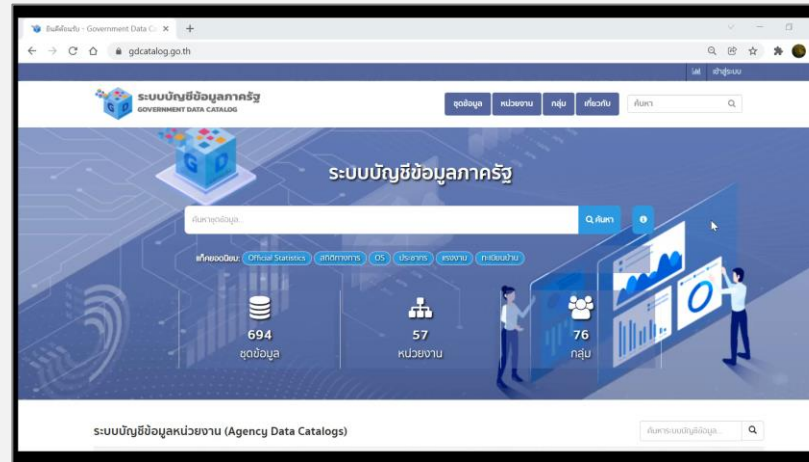 ยินดีต้อนรับ - Government Data Ca
gdcatalog.go.th
เข้าสู่ระบบ
ระบบบัญชีข้อมูลภาครัฐ
GOVERNMENT DATA CATALOG
ชุดข้อมูล หน่วยงาน กลุ่ม เกี่ยวกับ ค้นหา
G D
ระบบบัญชีข้อมูลภาครัฐ
ค้นหาชุดข้อมูล... ค้นหา
แท็กยอดนิยม: Official Statistics สถิติทางการ OS ประชากร แรงงาน ทะเบียนบ้าน
694 57 76
ชุดข้อมูล หน่วยงาน กลุ่ม
ระบบบัญชีข้อมูลหน่วยงาน (Agency Data Catalogs) ค้นหาระบบบัญชีข้อมูล...